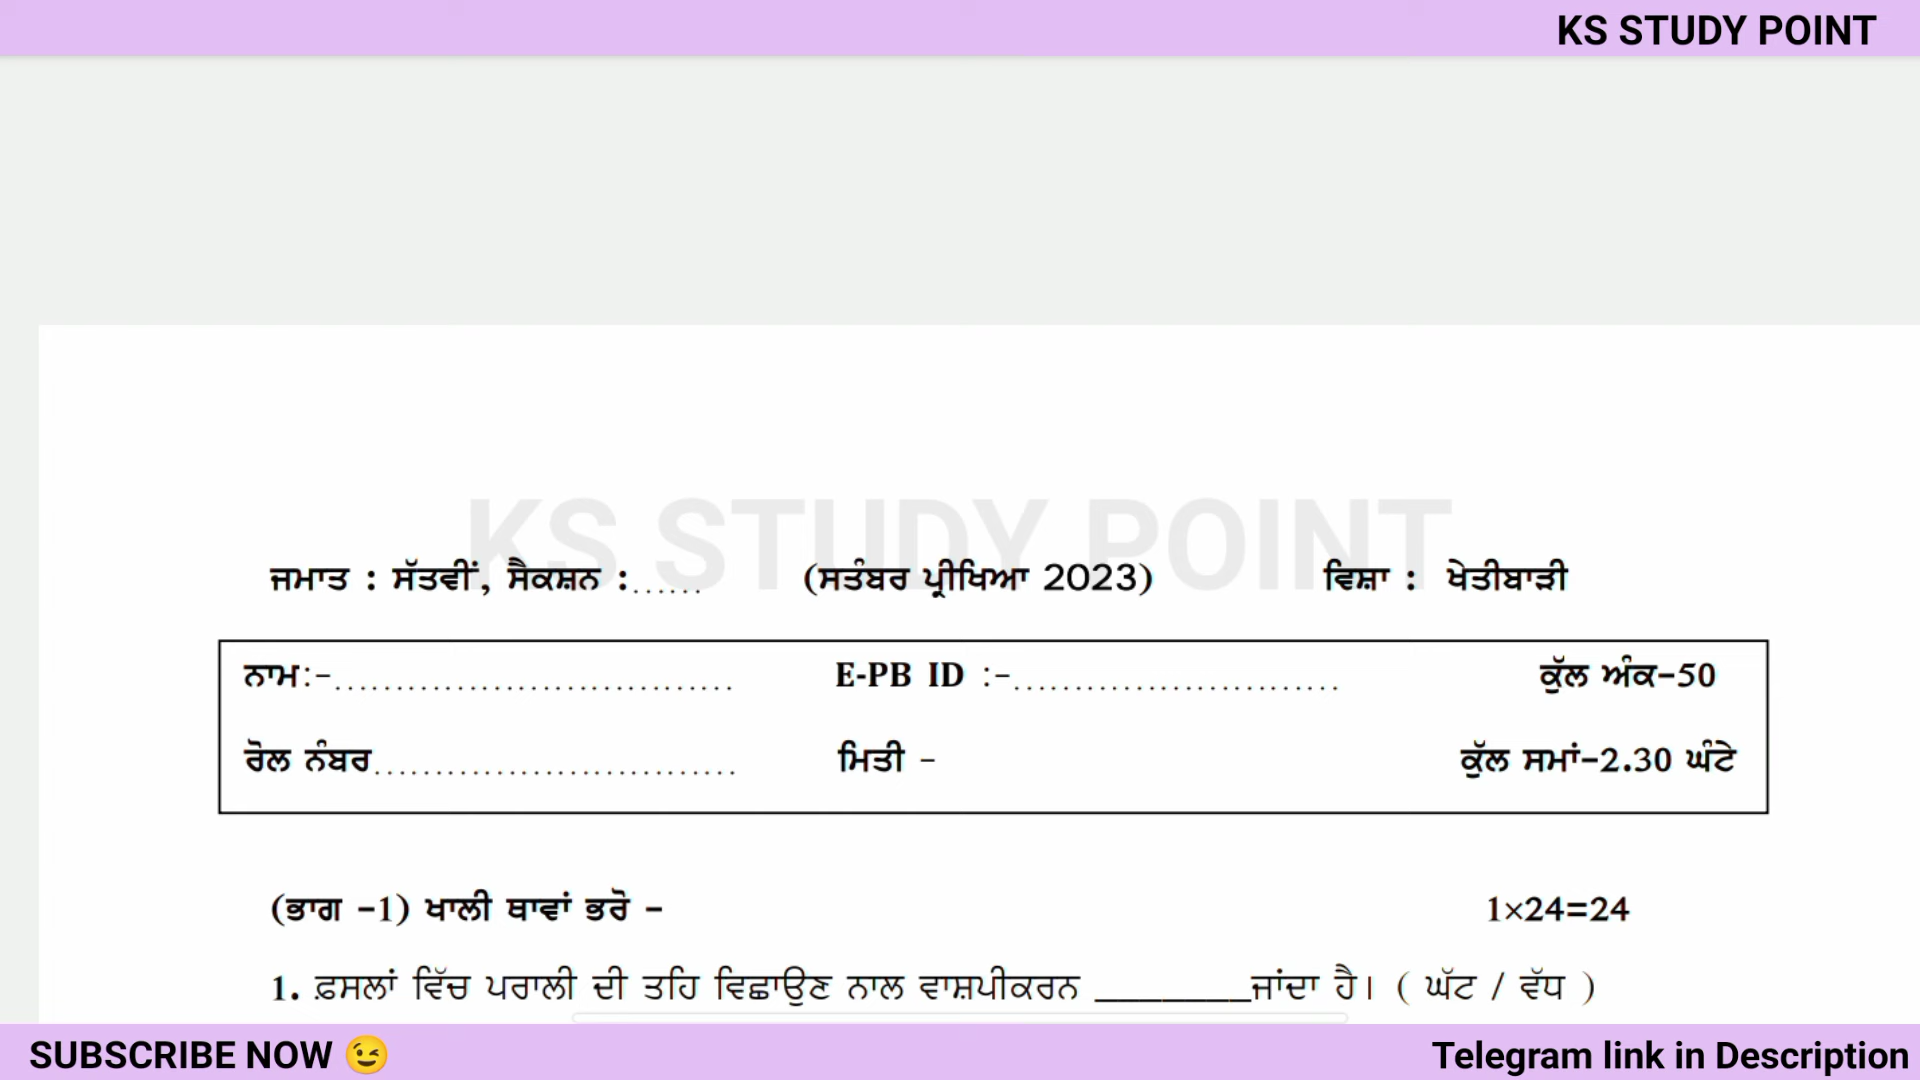 KS STUDY POINT
KS STUDY POINT
ਜਮਾਤ : ਸੱਤਵੀਂ, ਸੈਕਸ਼ਨ :...... (ਸਤੰਬਰ ਪ੍ਰੀਖਿਆ 2023) ਵਿਸ਼ਾ : ਖੇਤੀਬਾੜੀ
ਨਾਮ:-................................. E-PB ID :-........................... ਕੁੱਲ ਅੰਕ-50
ਰੋਲ ਨੰਬਰ.............................. ਮਿਤੀ - ਕੁੱਲ ਸਮਾਂ-2.30 ਘੰਟੇ
(ਭਾਗ -1) ਖਾਲੀ ਥਾਵਾਂ ਭਰੋ - 1×24=24
1. ਫ਼ਸਲਾਂ ਵਿੱਚ ਪਰਾਲੀ ਦੀ ਤਹਿ ਵਿਛਾਉਣ ਨਾਲ ਵਾਸ਼ਪੀਕਰਨ ________ਜਾਂਦਾ ਹੈ। ( ਘੱਟ / ਵੱਧ )
SUBSCRIBE NOW 😉 Telegram link in Description